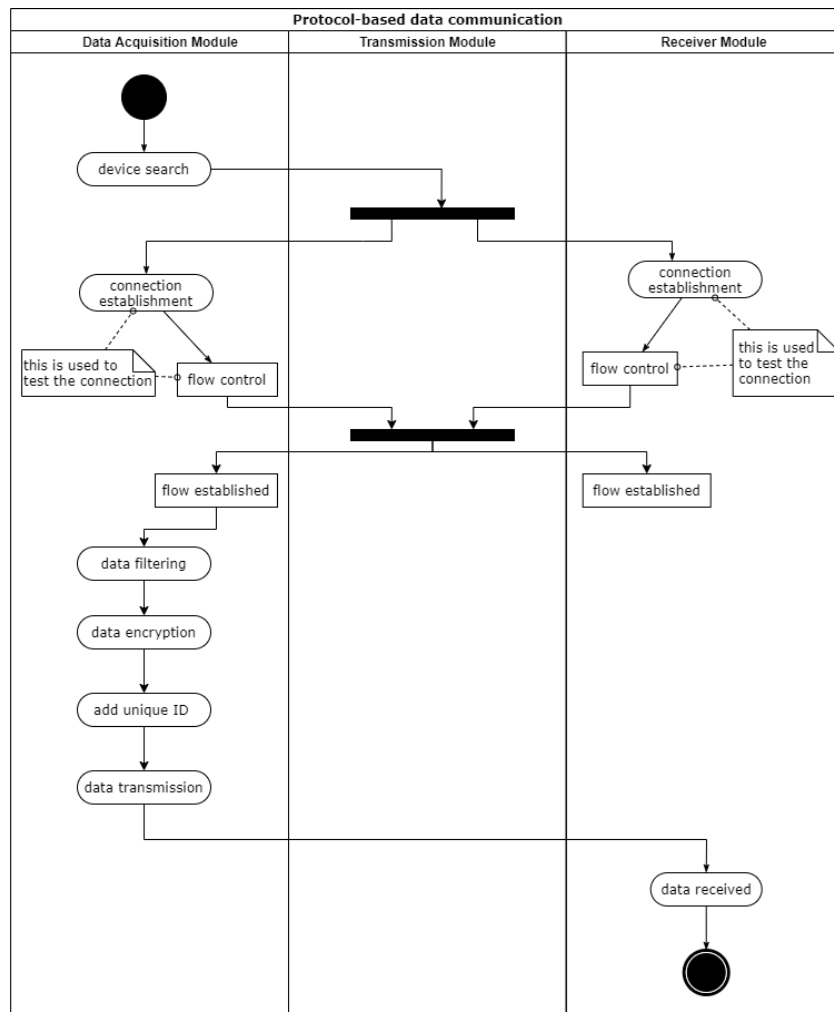 Protocol-based data communication
Data Acquisition Module
Transmission Module
Receiver Module
device search
connection
establishment
connection
establishment
this is used to
test the connection
flow control
flow control
this is used
to test the
connection
flow established
flow established
data filtering
data encryption
add unique ID
data transmission
data received